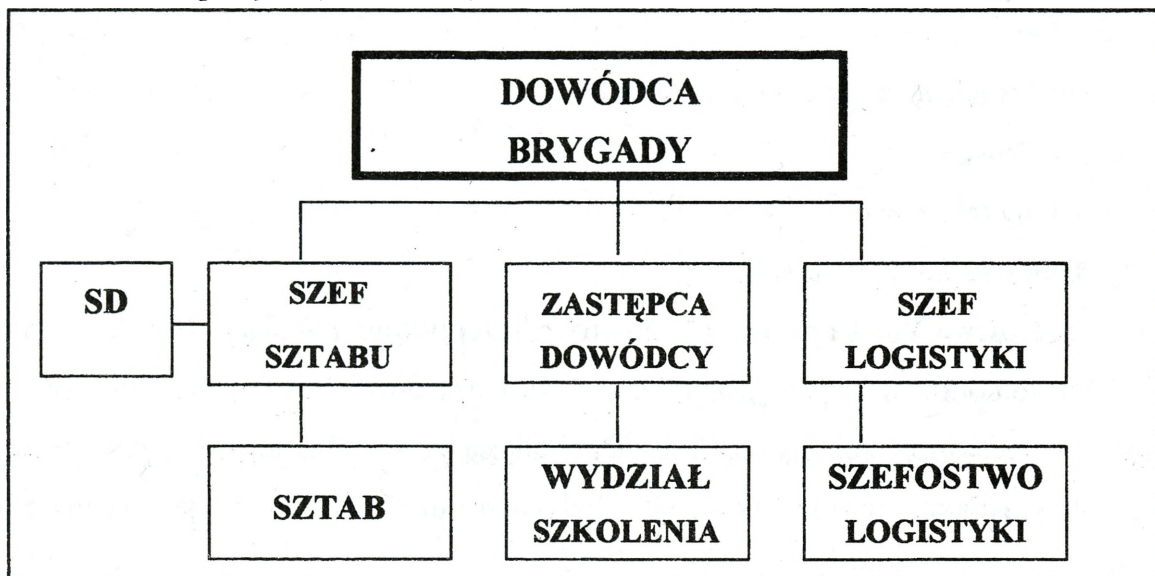 DOWÓDCA
BRYGADY
SD
SZEF
SZTABU
ZASTĘPCA
DOWÓDCY
SZEF
LOGISTYKI
SZTAB
WYDZIAŁ
SZKOLENIA
SZEFOSTWO
LOGISTYKI